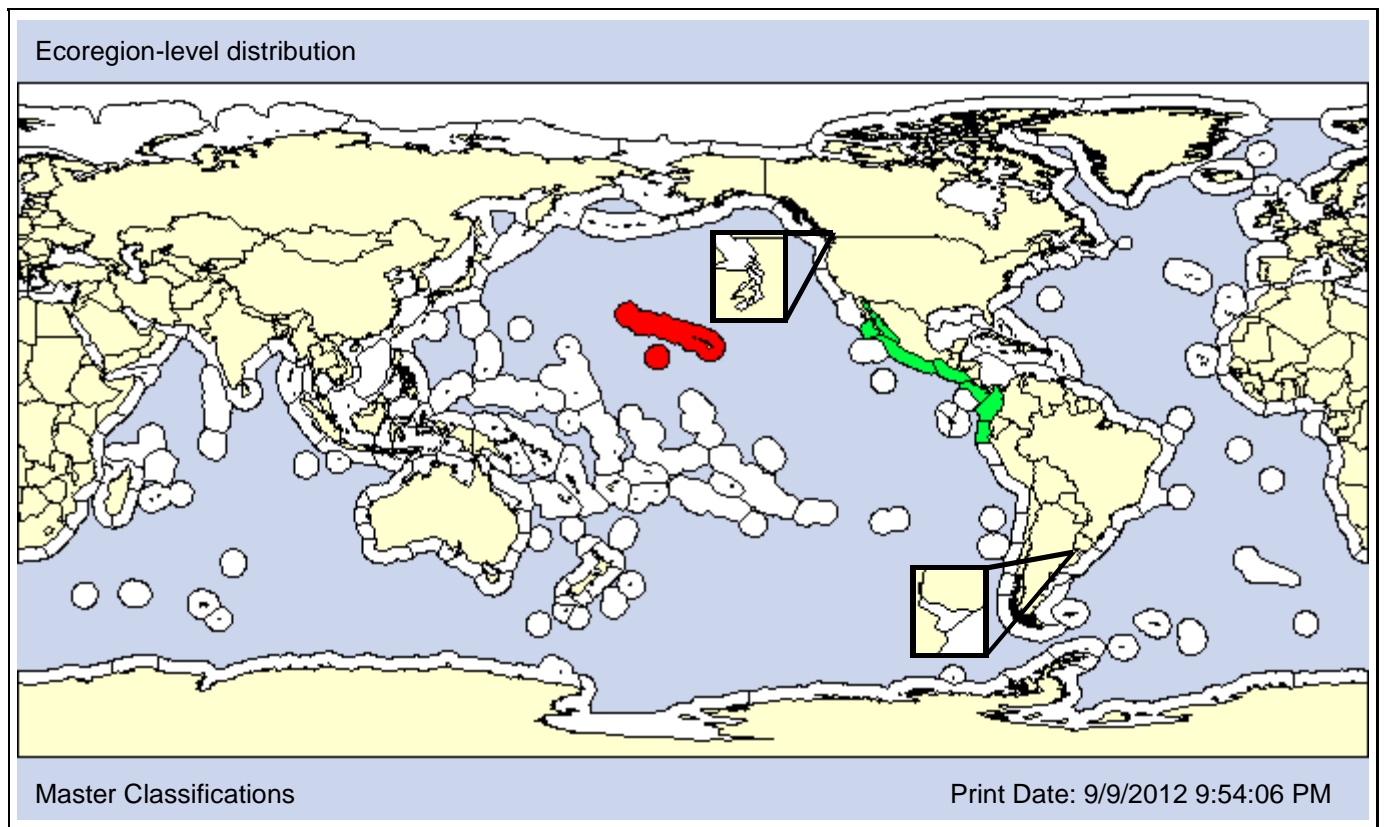 Ecoregion-level distribution
Master Classifications
Print Date: 9/9/2012 9:54:06 PM